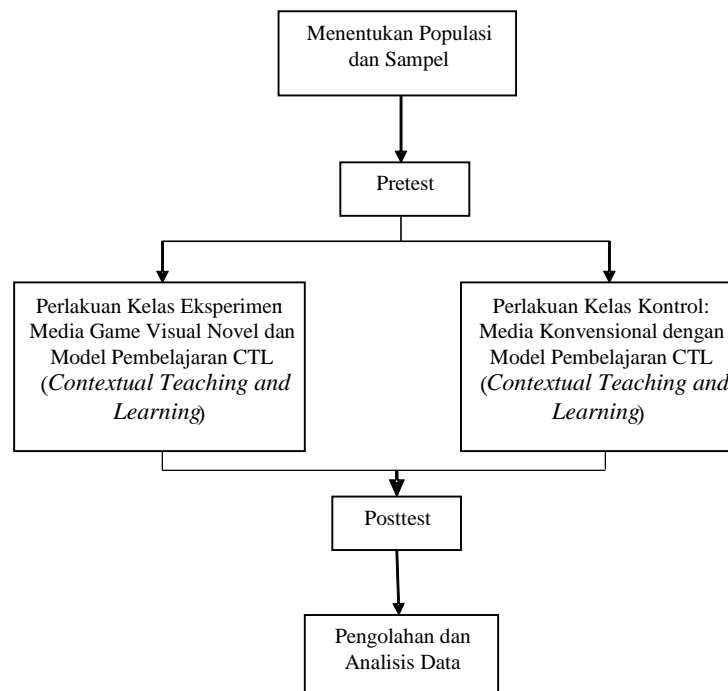 Menentukan Populasi
dan Sampel
Pretest
Perlakuan Kelas Eksperimen
Media Game Visual Novel dan
Model Pembelajaran CTL
(Contextual Teaching and
Learning)
Perlakuan Kelas Kontrol:
Media Konvensional dengan
Model Pembelajaran CTL
(Contextual Teaching and
Learning)
Posttest
Pengolahan dan
Analisis Data